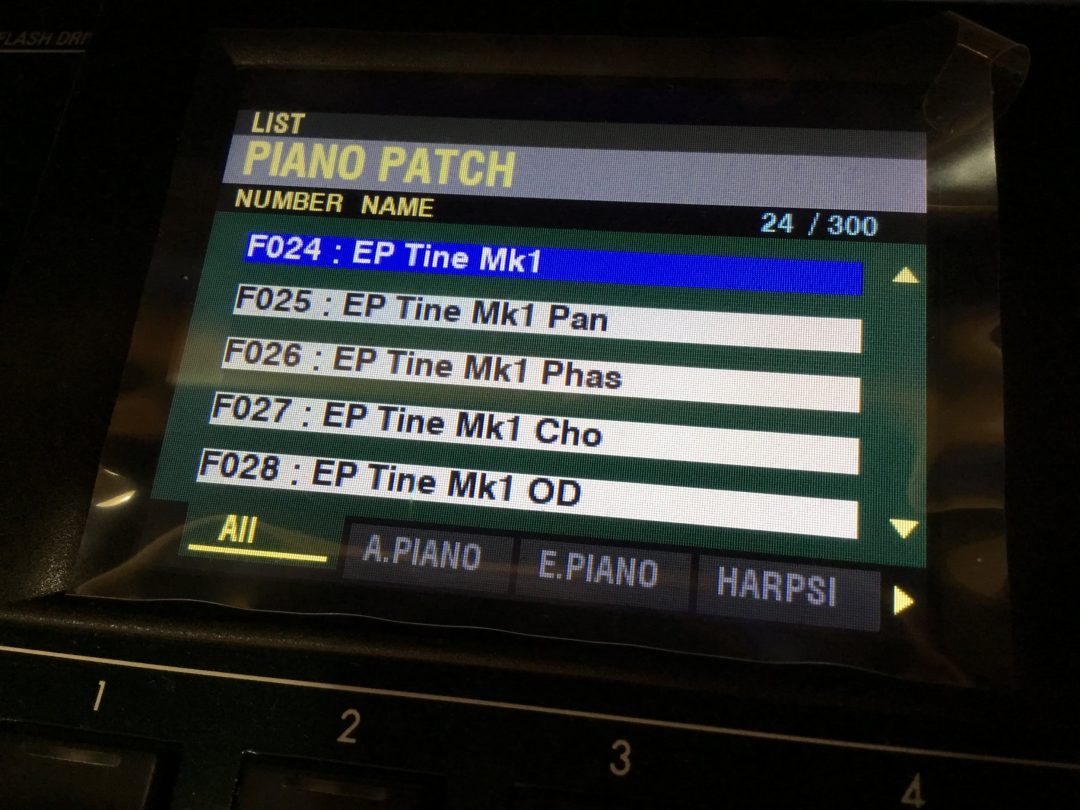 FLASH DRI
LIST
PIANO PATCH
NUMBER NAME
24 / 300
F024 : EP Tine Mk1
F025 : EP Tine Mk1 Pan
F026 : EP Tine Mk1 Phas
F027 : EP Tine Mk1 Cho
F028 : EP Tine Mk1 OD
All A.PIANO E.PIANO HARPSI
1 2 3 4